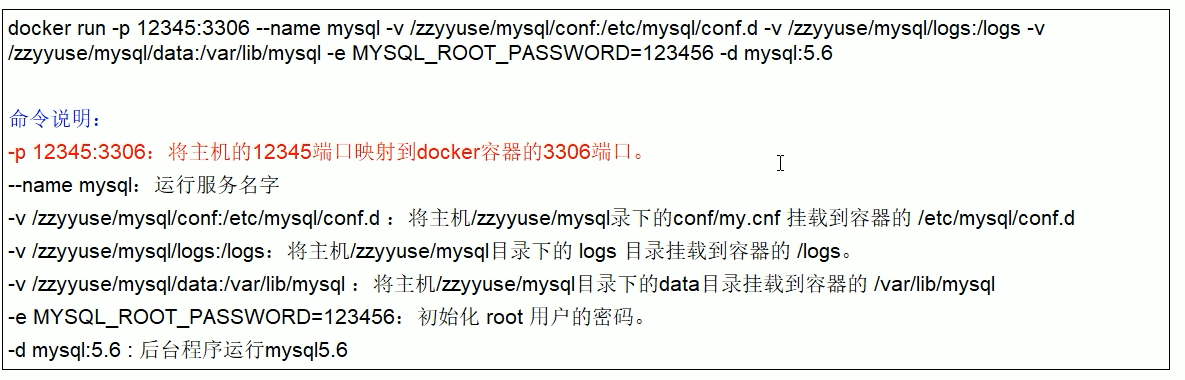 docker run -p 12345:3306 --name mysql -v /zzyyuse/mysql/conf:/etc/mysql/conf.d -v /zzyyuse/mysql/logs:/logs -v
/zzyyuse/mysql/data:/var/lib/mysql -e MYSQL_ROOT_PASSWORD=123456 -d mysql:5.6
命令说明：
-p 12345:3306：将主机的12345端口映射到docker容器的3306端口。
--name mysql：运行服务名字
-v /zzyyuse/mysql/conf:/etc/mysql/conf.d ：将主机/zzyyuse/mysql录下的conf/my.cnf 挂载到容器的 /etc/mysql/conf.d
-v /zzyyuse/mysql/logs:/logs：将主机/zzyyuse/mysql目录下的 logs 目录挂载到容器的 /logs。
-v /zzyyuse/mysql/data:/var/lib/mysql ：将主机/zzyyuse/mysql目录下的data目录挂载到容器的 /var/lib/mysql
-e MYSQL_ROOT_PASSWORD=123456：初始化 root 用户的密码。
-d mysql:5.6 : 后台程序运行mysql5.6